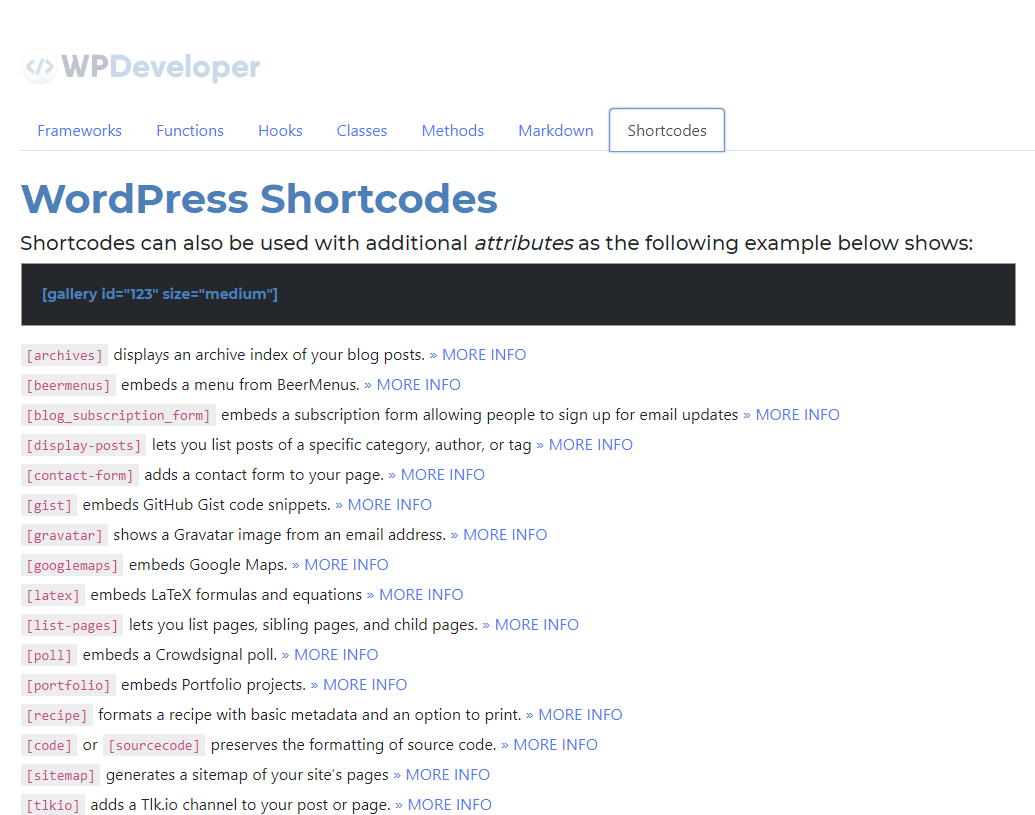 </> WPDeveloper
Frameworks Functions Hooks Classes Methods Markdown Shortcodes
WordPress Shortcodes
Shortcodes can also be used with additional attributes as the following example below shows:
[gallery id="123" size="medium"]
[archives] displays an archive index of your blog posts. » MORE INFO
[beermenus] embeds a menu from BeerMenus. » MORE INFO
[blog_subscription_form] embeds a subscription form allowing people to sign up for email updates » MORE INFO
[display-posts] lets you list posts of a specific category, author, or tag » MORE INFO
[contact-form] adds a contact form to your page. » MORE INFO
[gist] embeds GitHub Gist code snippets. » MORE INFO
[gravatar] shows a Gravatar image from an email address. » MORE INFO
[googlemaps] embeds Google Maps. » MORE INFO
[latex] embeds LaTeX formulas and equations » MORE INFO
[list-pages] lets you list pages, sibling pages, and child pages. » MORE INFO
[poll] embeds a Crowdsignal poll. » MORE INFO
[portfolio] embeds Portfolio projects. » MORE INFO
[recipe] formats a recipe with basic metadata and an option to print. » MORE INFO
[code] or [sourcecode] preserves the formatting of source code. » MORE INFO
[sitemap] generates a sitemap of your site's pages » MORE INFO
[tlkio] adds a Tlk.io channel to your post or page. » MORE INFO